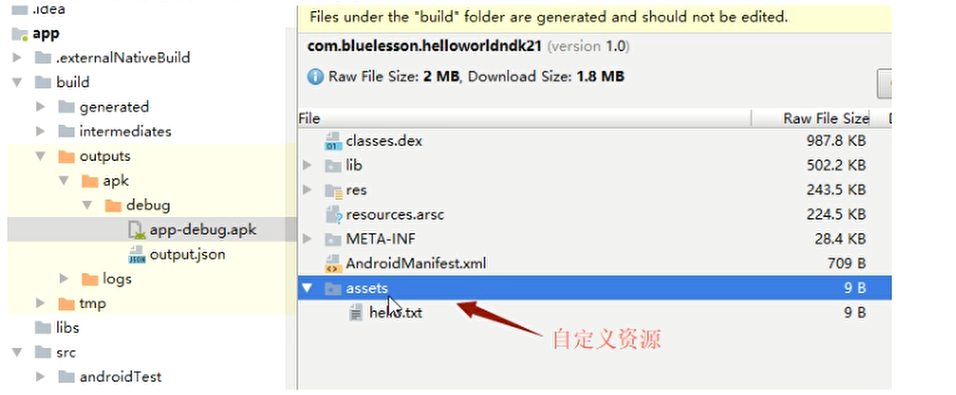 .idea
app
.externalNativeBuild
build
generated
intermediates
outputs
apk
debug
app-debug.apk
output.json
logs
tmp
libs
src
androidTest
Files under the "build" folder are generated and should not be edited.
com.bluelesson.helloworldndk21 (version 1.0)
Raw File Size: 2 MB, Download Size: 1.8 MB
File Raw File Size
classes.dex 987.8 KB
lib 502.2 KB
res 243.5 KB
resources.arsc 224.5 KB
META-INF 28.4 KB
AndroidManifest.xml 709 B
assets 9 B
hello.txt 9 B
自定义资源